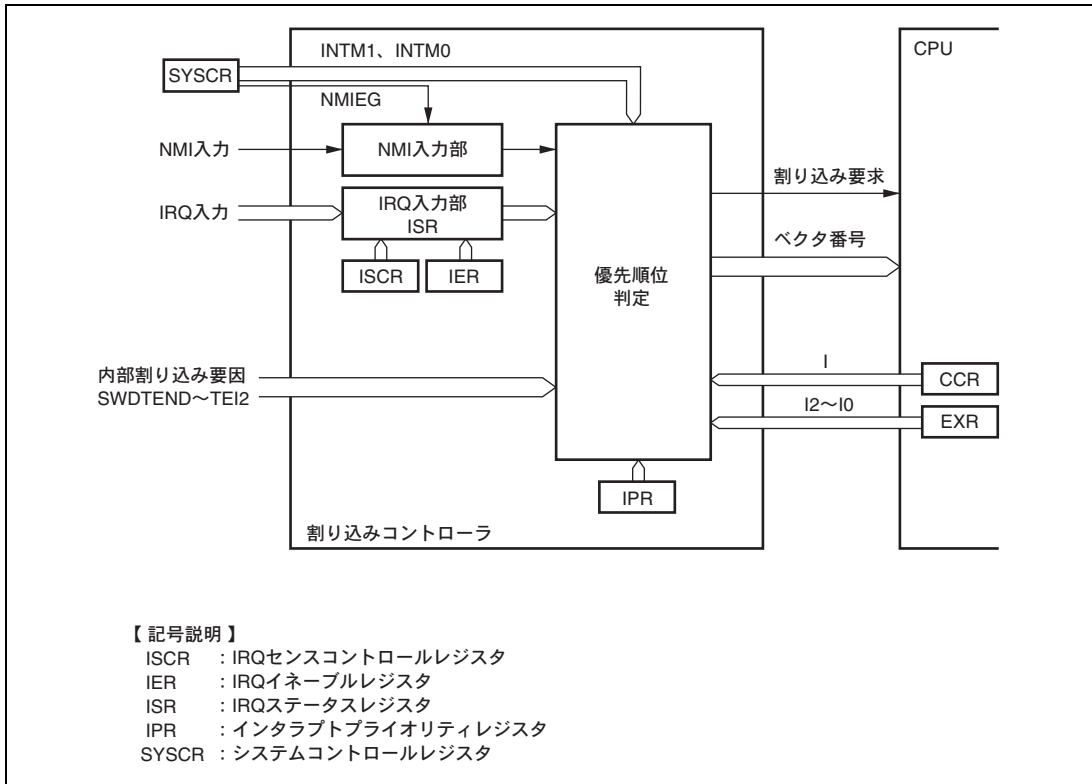 INTM1、INTM0
CPU
SYSCR
NMIEG
NMI入力
NMI入力部
割り込み要求
IRQ入力
IRQ入力部
ISR
ベクタ番号
ISCR
IER
優先順位
判定
内部割り込み要因
SWDTEND～TEI2
I
CCR
I2～I0
EXR
IPR
割り込みコントローラ
【 記号説明 】
ISCR ：IRQセンスコントロールレジスタ
IER ：IRQイネーブルレジスタ
ISR ：IRQステータスレジスタ
IPR ：インタラプトプライオリティレジスタ
SYSCR ：システムコントロールレジスタ